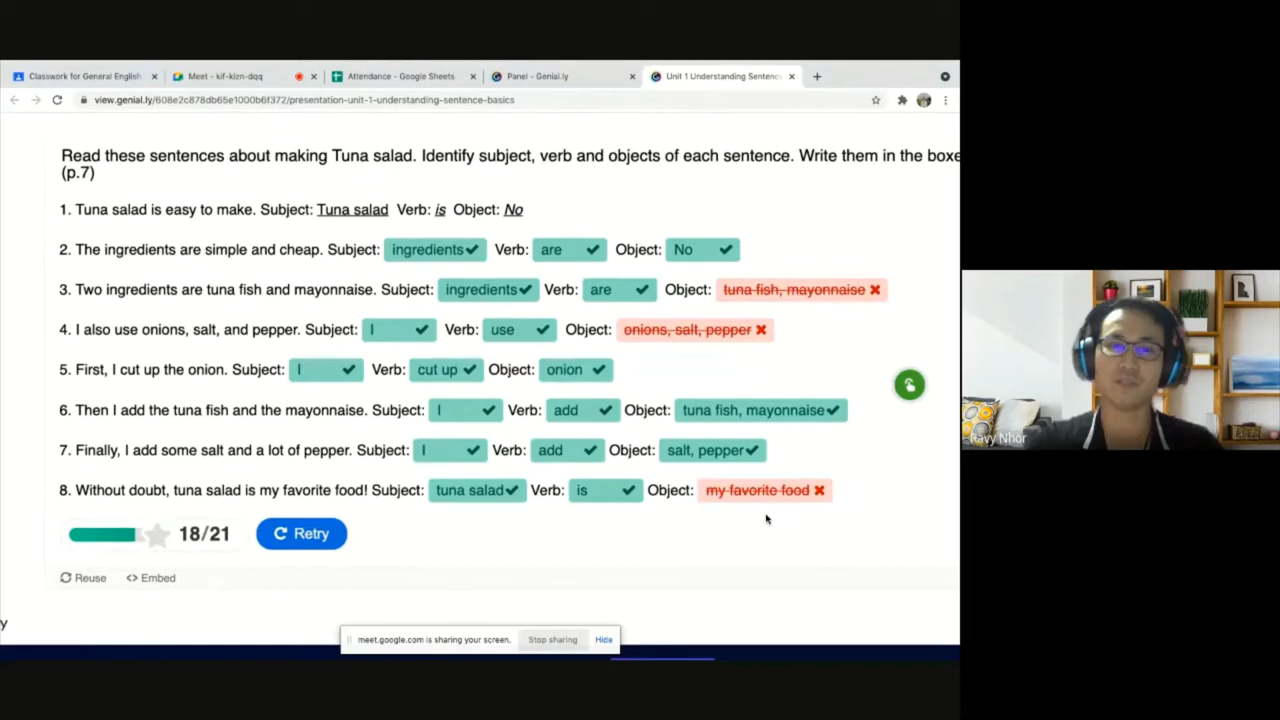 Classwork for General English
Meet - kif-kizn-dqq
Attendance - Google Sheets
Panel - Genial.ly
Unit 1 Understanding Sentenc
view.genial.ly/608e2c878db65e1000b6f372/presentation-unit-1-understanding-sentence-basics
Read these sentences about making Tuna salad. Identify subject, verb and objects of each sentence. Write them in the boxe
(p.7)
1. Tuna salad is easy to make. Subject: Tuna salad Verb: is Object: No
2. The ingredients are simple and cheap. Subject: ingredients Verb: are Object: No
3. Two ingredients are tuna fish and mayonnaise. Subject: ingredients Verb: are Object: tuna fish, mayonnaise
4. I also use onions, salt, and pepper. Subject: I Verb: use Object: onions, salt, pepper
5. First, I cut up the onion. Subject: I Verb: cut up Object: onion
6. Then I add the tuna fish and the mayonnaise. Subject: I Verb: add Object: tuna fish, mayonnaise
7. Finally, I add some salt and a lot of pepper. Subject: I Verb: add Object: salt, pepper
8. Without doubt, tuna salad is my favorite food! Subject: tuna salad Verb: is Object: my favorite food
18/21 Retry
Reuse <> Embed
y
meet.google.com is sharing your screen. Stop sharing Hide
Ravy Nhor